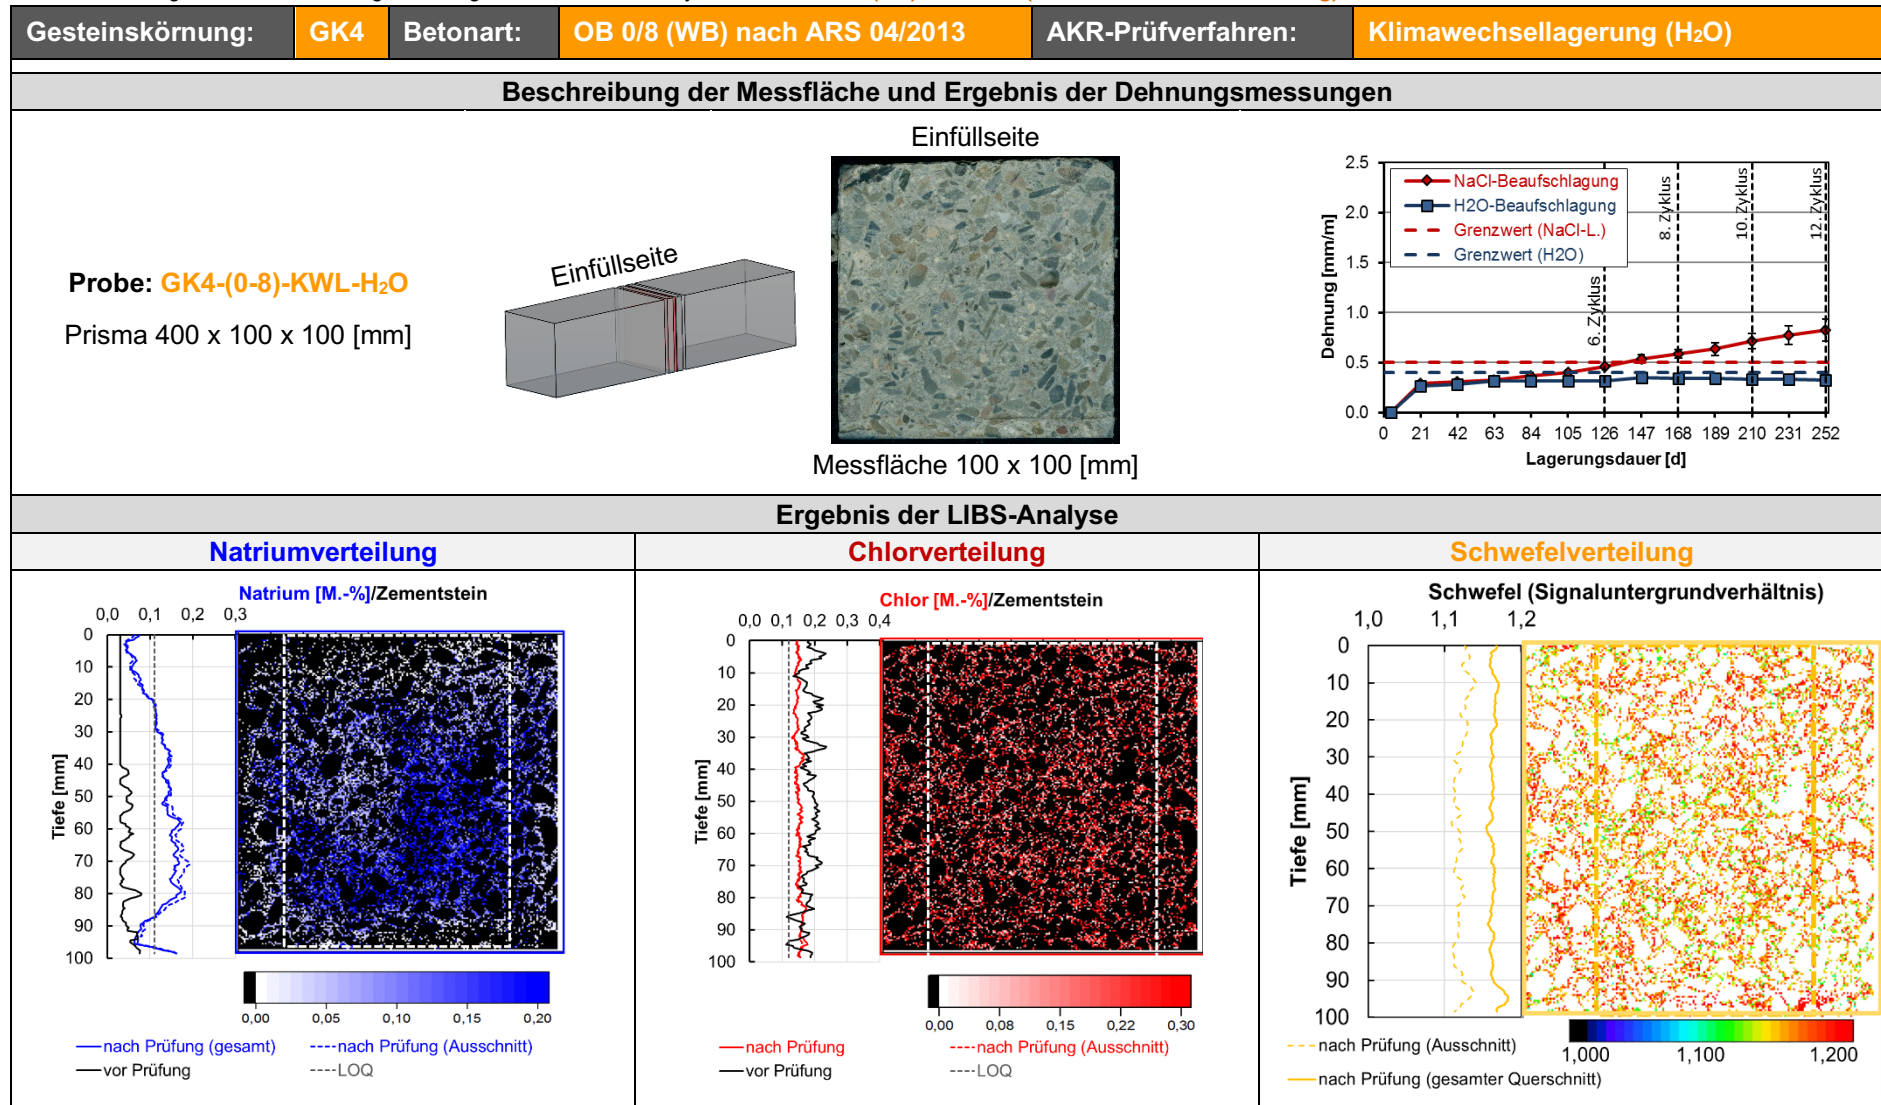 Gesteinskörnung: GK4 Betonart: OB 0/8 (WB) nach ARS 04/2013 AKR-Prüfverfahren: Klimawechsellagerung (H₂O)
Beschreibung der Messfläche und Ergebnis der Dehnungsmessungen
Probe: GK4-(0-8)-KWL-H₂O
Prisma 400 x 100 x 100 [mm]
Einfüllseite
Einfüllseite
Messfläche 100 x 100 [mm]
Dehnung [mm/m]
2.5
2.0
1.5
1.0
0.5
0.0
NaCl-Beaufschlagung
H2O-Beaufschlagung
Grenzwert (NaCl-L.)
Grenzwert (H2O)
6. Zyklus
8. Zyklus
10. Zyklus
12. Zyklus
0 21 42 63 84 105 126 147 168 189 210 231 252
Lagerungsdauer [d]
Ergebnis der LIBS-Analyse
Natriumverteilung
Natrium [M.-%]/Zementstein
0,0 0,1 0,2 0,3
Tiefe [mm]
0
10
20
30
40
50
60
70
80
90
100
0,00 0,05 0,10 0,15 0,20
nach Prüfung (gesamt) nach Prüfung (Ausschnitt)
vor Prüfung LOQ
Chlorverteilung
Chlor [M.-%]/Zementstein
0,0 0,1 0,2 0,3 0,4
Tiefe [mm]
0
10
20
30
40
50
60
70
80
90
100
0,00 0,08 0,15 0,22 0,30
nach Prüfung nach Prüfung (Ausschnitt)
vor Prüfung LOQ
Schwefelverteilung
Schwefel (Signaluntergrundverhältnis)
1,0 1,1 1,2
Tiefe [mm]
0
10
20
30
40
50
60
70
80
90
100
1,000 1,100 1,200
nach Prüfung (Ausschnitt)
nach Prüfung (gesamter Querschnitt)